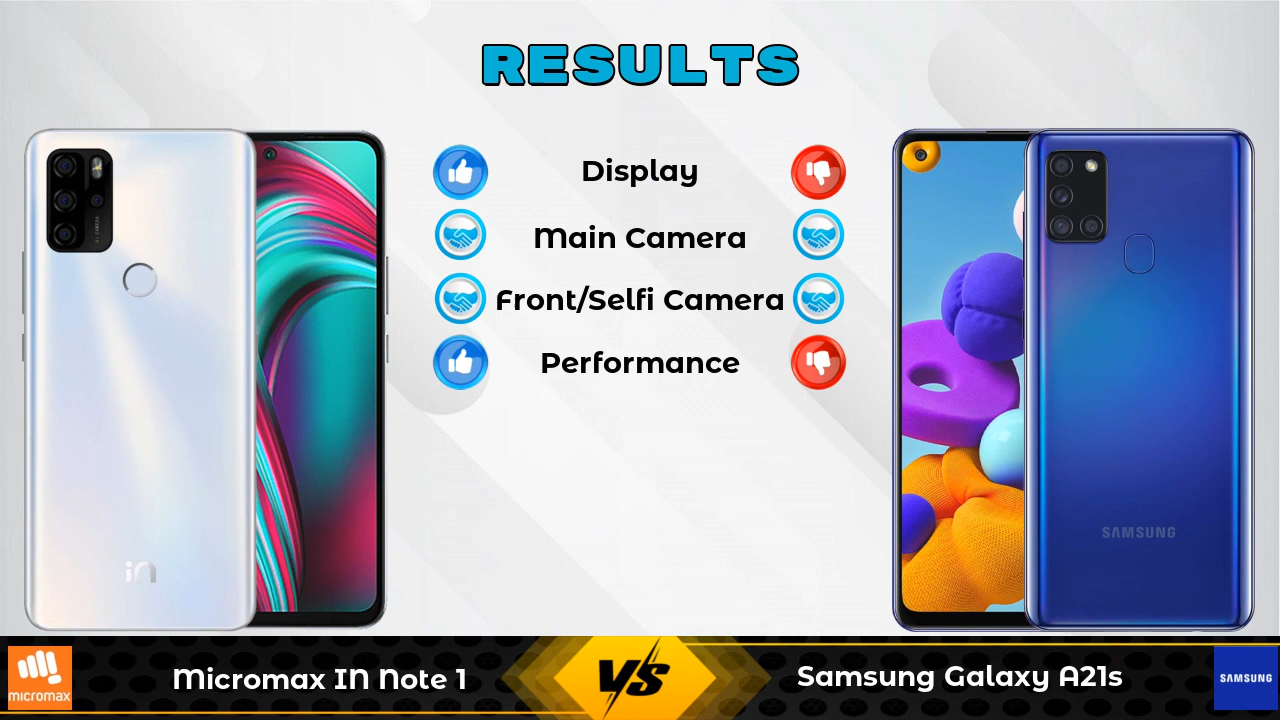 RESULTS
Display
Main Camera
Front/Selfi Camera
Performance
in
SAMSUNG
micromax
Micromax IN Note 1
VS
Samsung Galaxy A21s
SAMSUNG